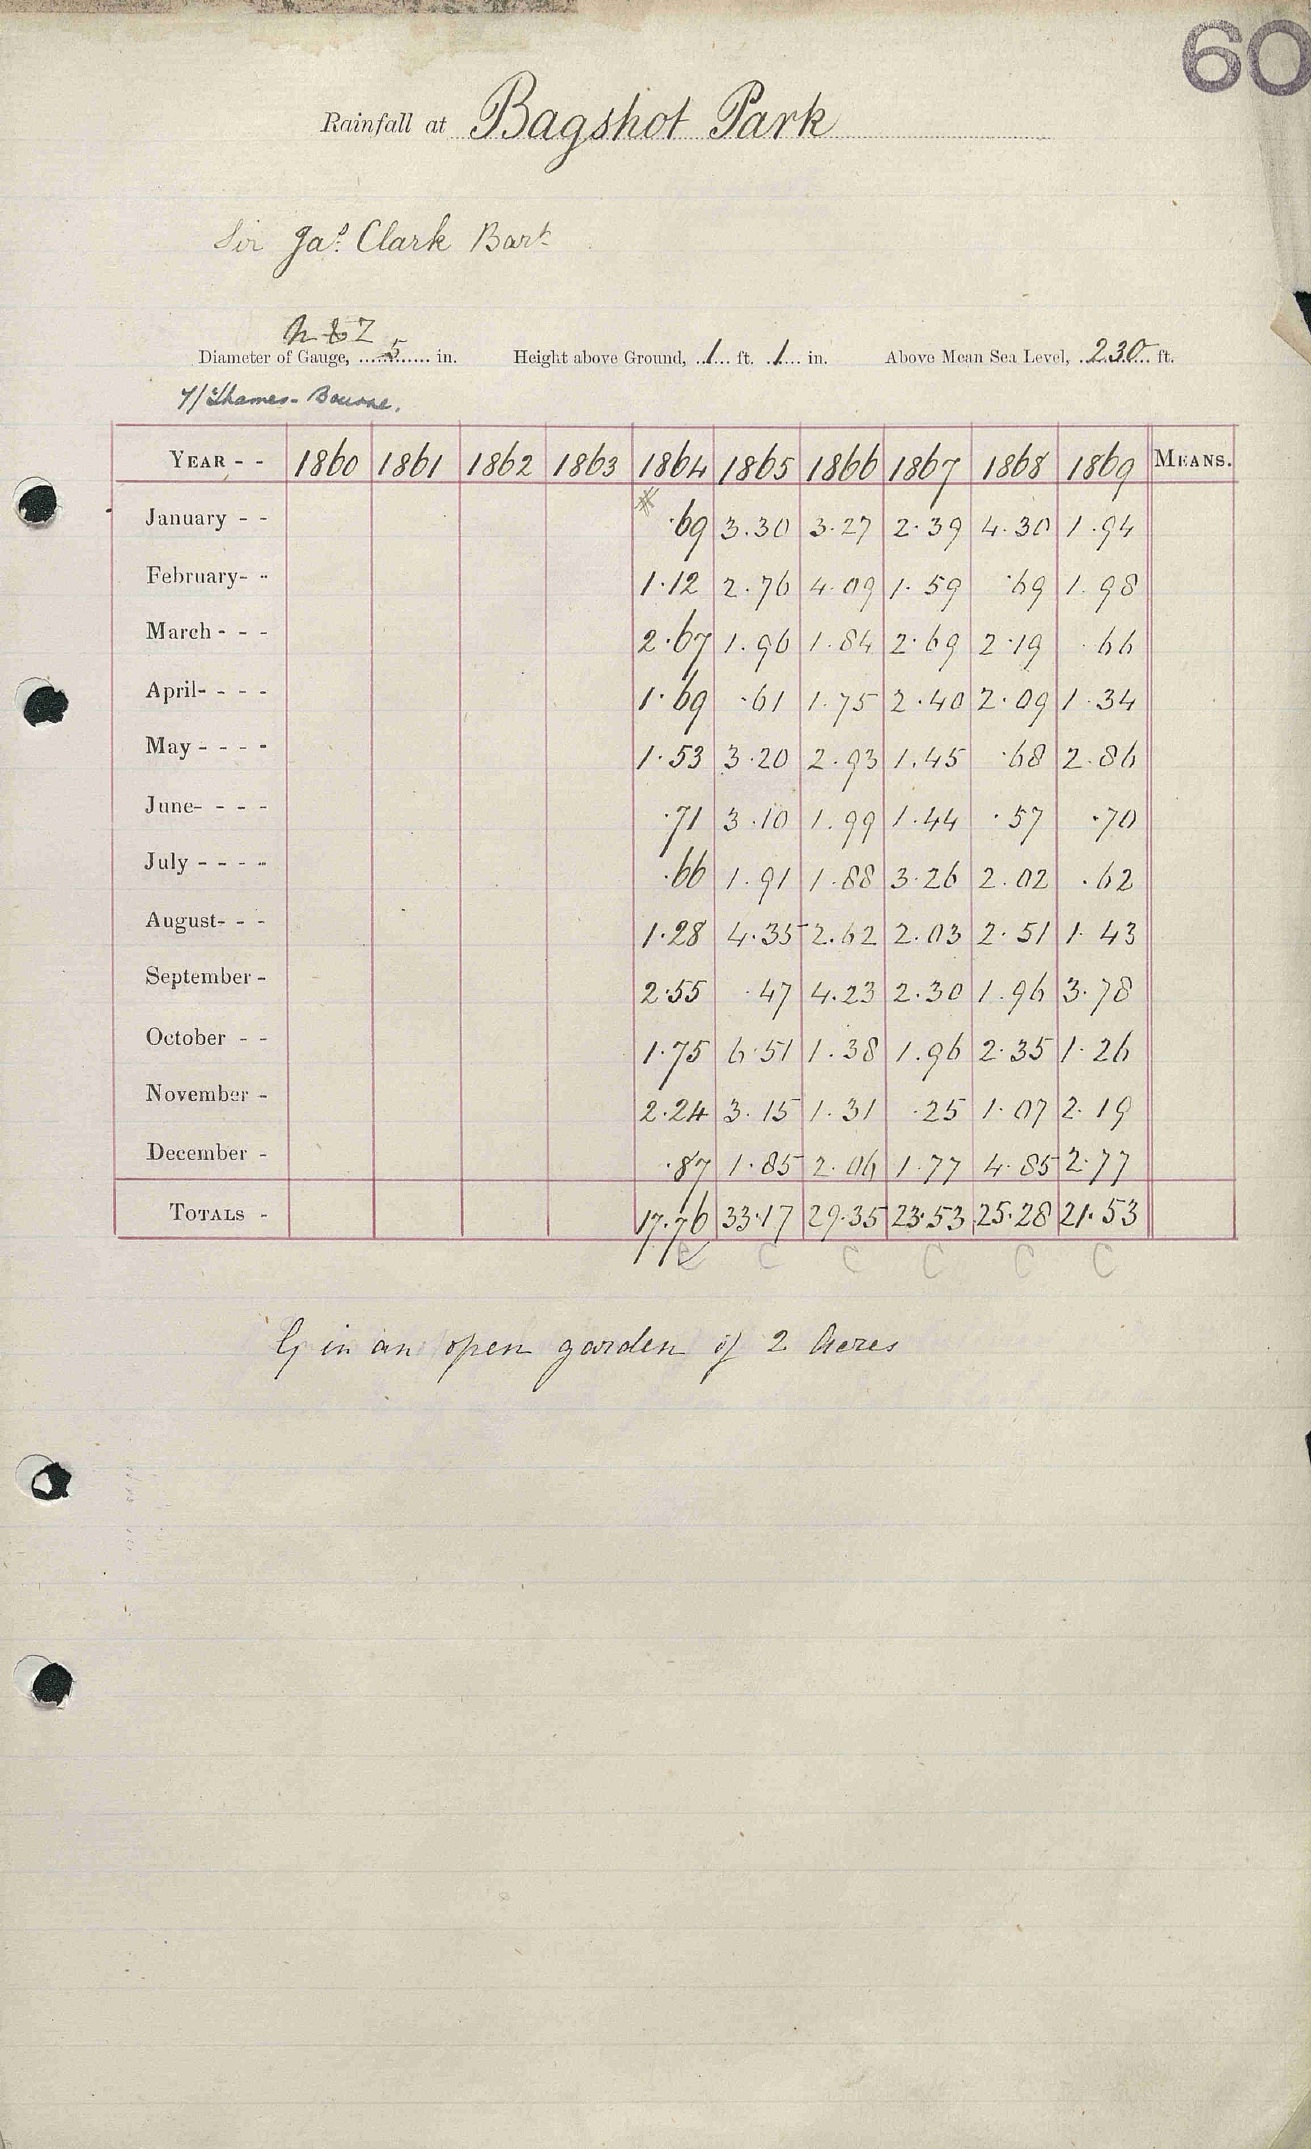 60
Rainfall at Bagshot Park
Sir Jas. Clark Bart
N & Z
Diameter of Gauge, 5 in. Height above Ground, 1 ft. 1 in. Above Mean Sea Level, 230 ft.
7/Thames - Bourne.
YEAR - - 1860 1861 1862 1863 1864 1865 1866 1867 1868 1869 MEANS.
January - - * ·69 3.30 3.27 2.39 4.30 1.94
February- - 1.12 2.76 4.09 1.59 ·69 1.98
March - - - 2.67 1.96 1.84 2.69 2.19 ·66
April- - - - 1.69 ·61 1.75 2.40 2.09 1.34
May - - - - 1.53 3.20 2.93 1.45 ·68 2.86
June- - - - ·71 3.10 1.99 1.44 ·57 ·70
July - - - - ·66 1.91 1.88 3.26 2.02 ·62
August- - - 1.28 4.35 2.62 2.03 2.51 1.43
September - 2.55 ·47 4.23 2.30 1.96 3.78
October - - 1.75 6.51 1.38 1.96 2.35 1.26
November - 2.24 3.15 1.31 ·25 1.07 2.19
December - ·87 1.85 2.06 1.77 4.85 2.77
TOTALS - 17.76 33.17 29.35 23.53 25.28 21.53
C C C C C C
G in an open garden of 2 Acres